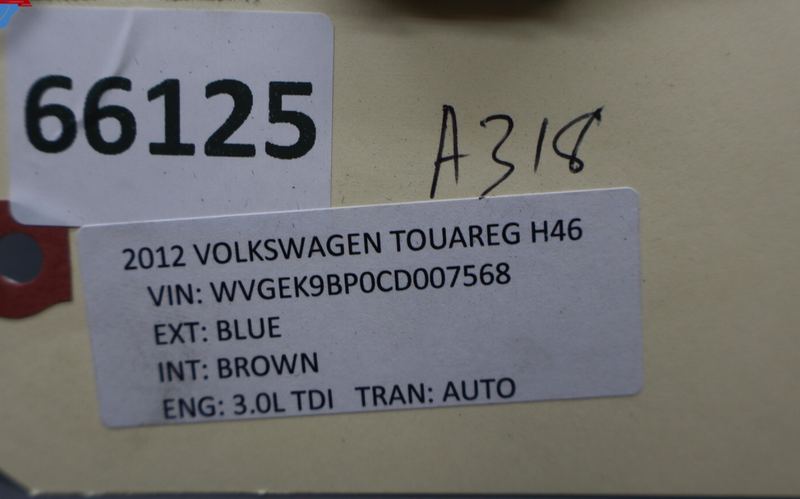 66125
A318
2012 VOLKSWAGEN TOUAREG H46
VIN: WVGEK9BP0CD007568
EXT: BLUE
INT: BROWN
ENG: 3.0L TDI TRAN: AUTO